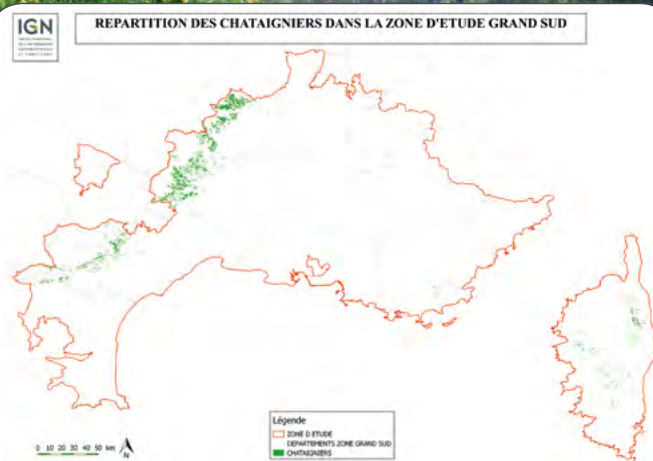 IGN
REPARTITION DES CHATAIGNIERS DANS LA ZONE D'ETUDE GRAND SUD
Légende
ZONE D ETUDE
DEPARTEMENTS ZONE GRAND SUD
CHATAIGNIERS
0 10 20 30 40 50 km
N